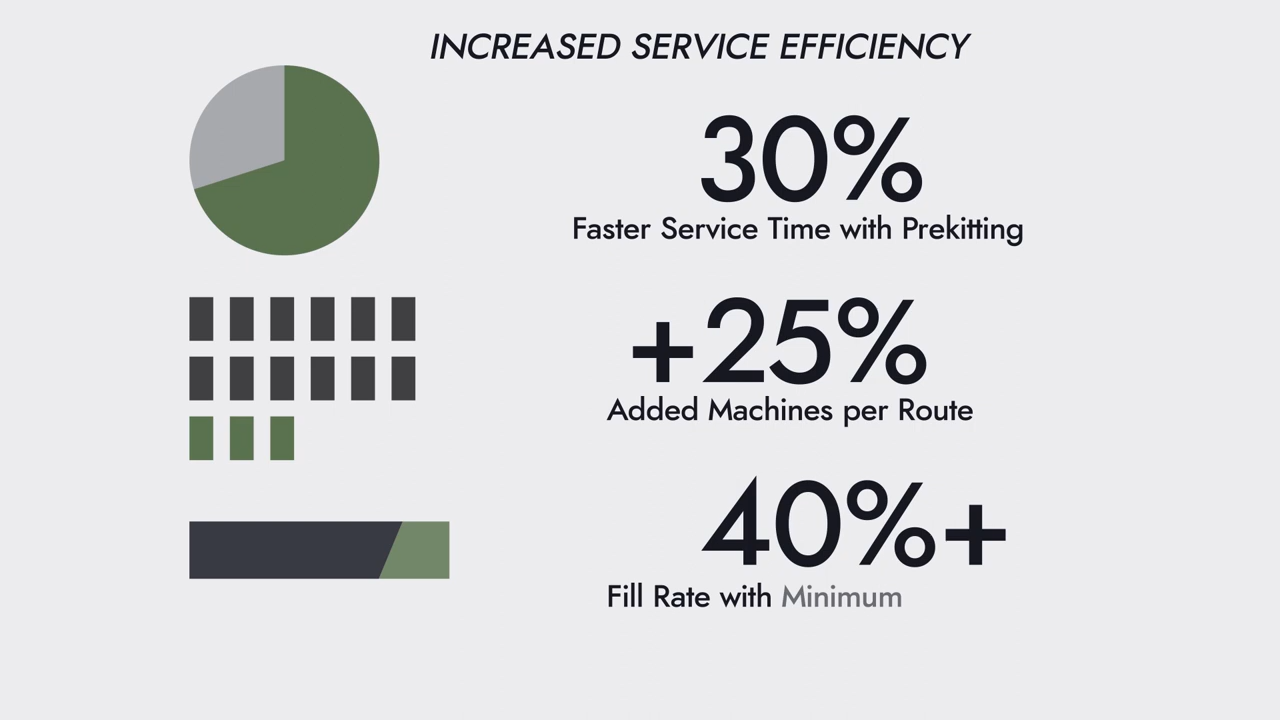 INCREASED SERVICE EFFICIENCY
30%
Faster Service Time with Prekitting
+25%
Added Machines per Route
40%+
Fill Rate with Minimum